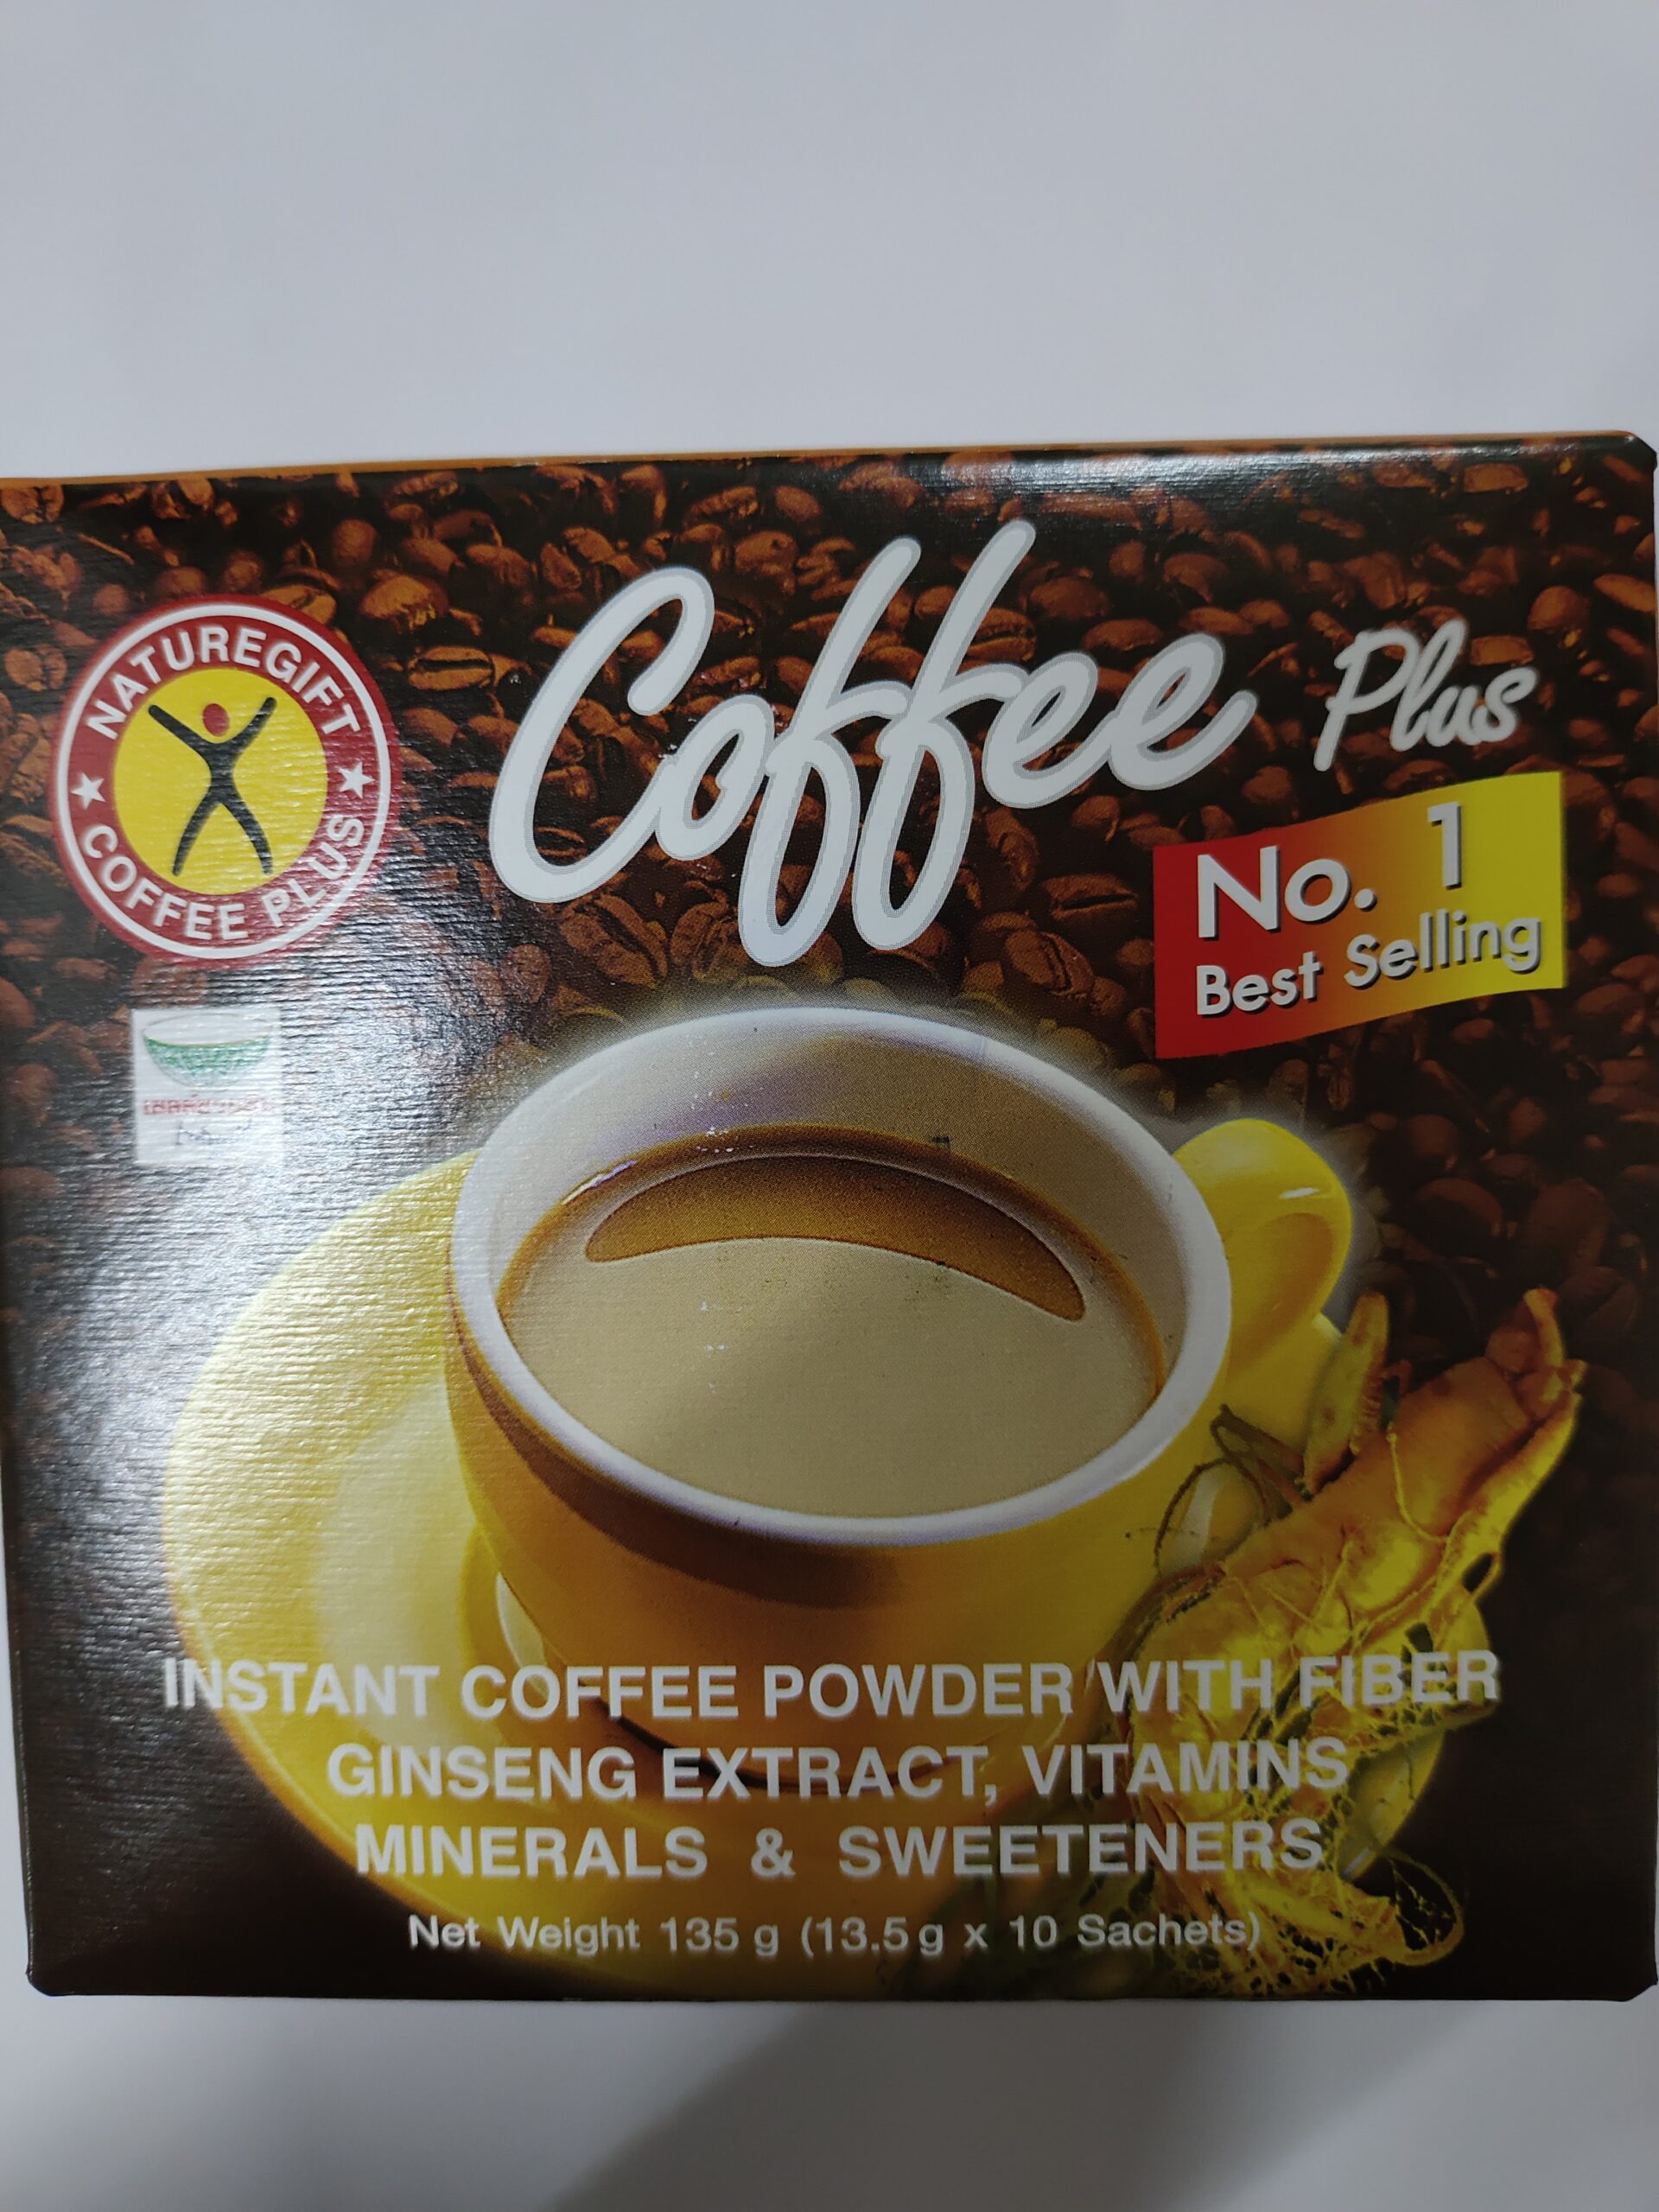 NATUREGIFT
COFFEE PLUS
Coffee Plus
No. 1
Best Selling
INSTANT COFFEE POWDER WITH FIBER
GINSENG EXTRACT, VITAMINS
MINERALS & SWEETENERS
Net Weight 135 g (13.5 g x 10 Sachets)